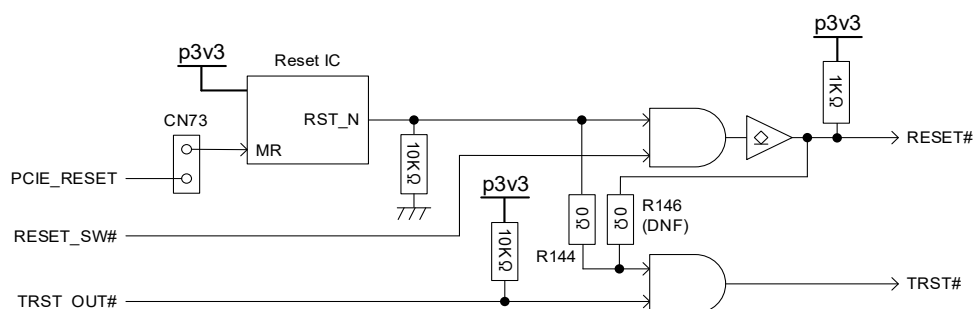 p3v3
p3v3
Reset IC
CN73
RST_N
1KΩ
MR
RESET#
10KΩ
PCIE_RESET
p3v3
R146
(DNF)
0Ω
0Ω
RESET_SW#
10KΩ
R144
TRST_OUT#
TRST#